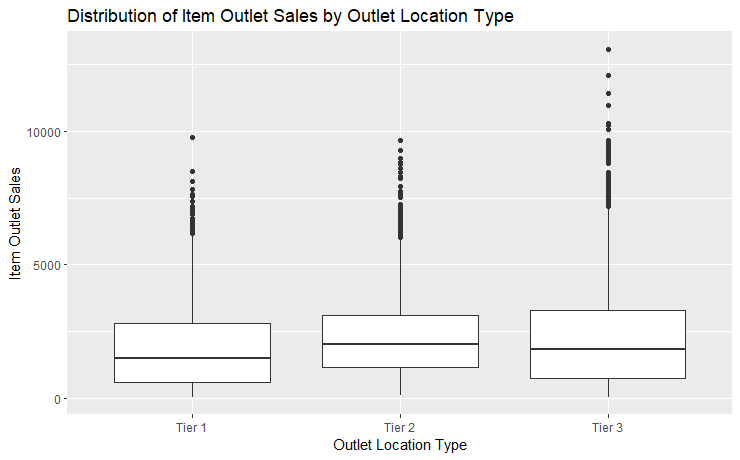 Distribution of Item Outlet Sales by Outlet Location Type
Item Outlet Sales
10000
5000
0
Tier 1 Tier 2 Tier 3
Outlet Location Type